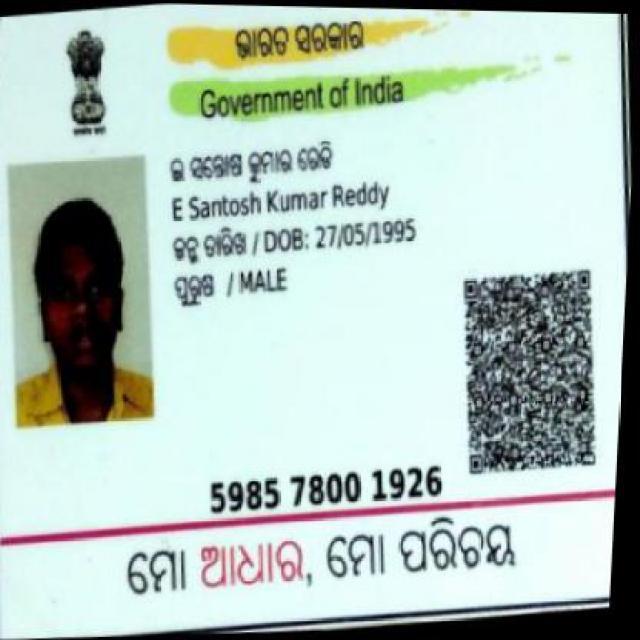 ଭାରତ ସରକାର
Government of India
ଇ ସନ୍ତୋଷ କୁମାର ରେଡି
E Santosh Kumar Reddy
ଜନ୍ମ ତାରିଖ / DOB: 27/05/1995
ପୁରୁଷ / MALE
5985 7800 1926
ମୋ ଆଧାର, ମୋ ପରିଚୟ